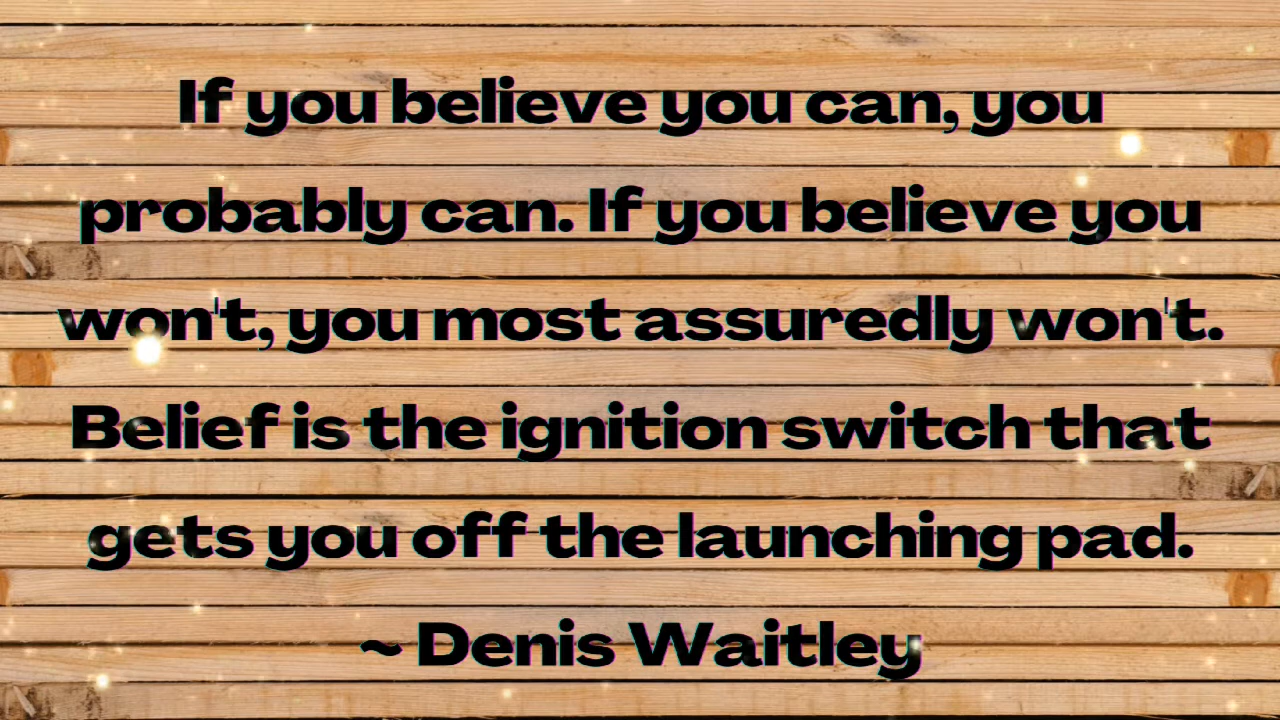 If you believe you can, you
probably can. If you believe you
won't, you most assuredly won't.
Belief is the ignition switch that
gets you off the launching pad.
~ Denis Waitley